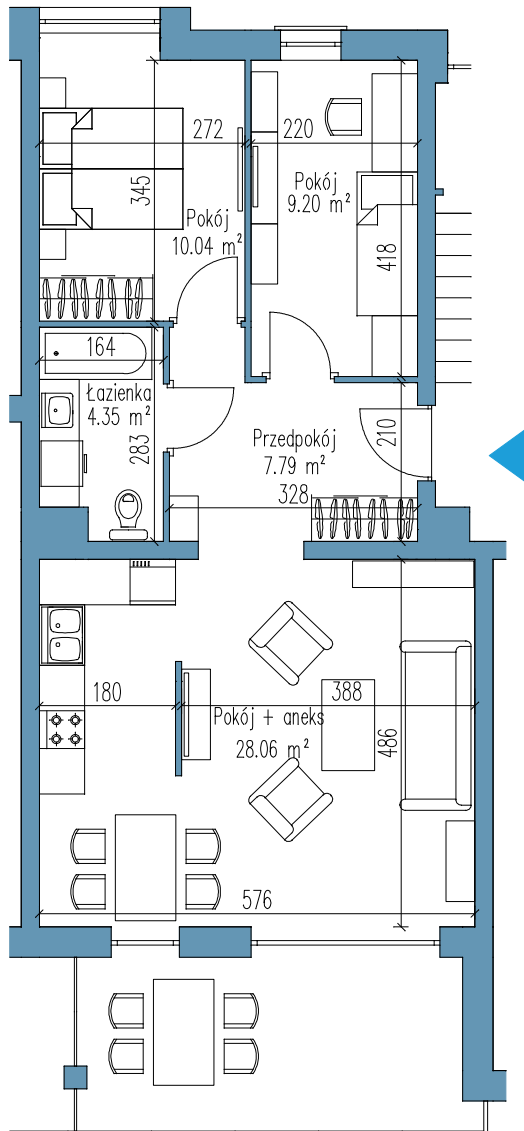 272
220
345
Pokój
10.04 m²
Pokój
9.20 m²
418
164
Łazienka
4.35 m²
283
Przedpokój
7.79 m²
210
328
180
388
Pokój + aneks
28.06 m²
486
576